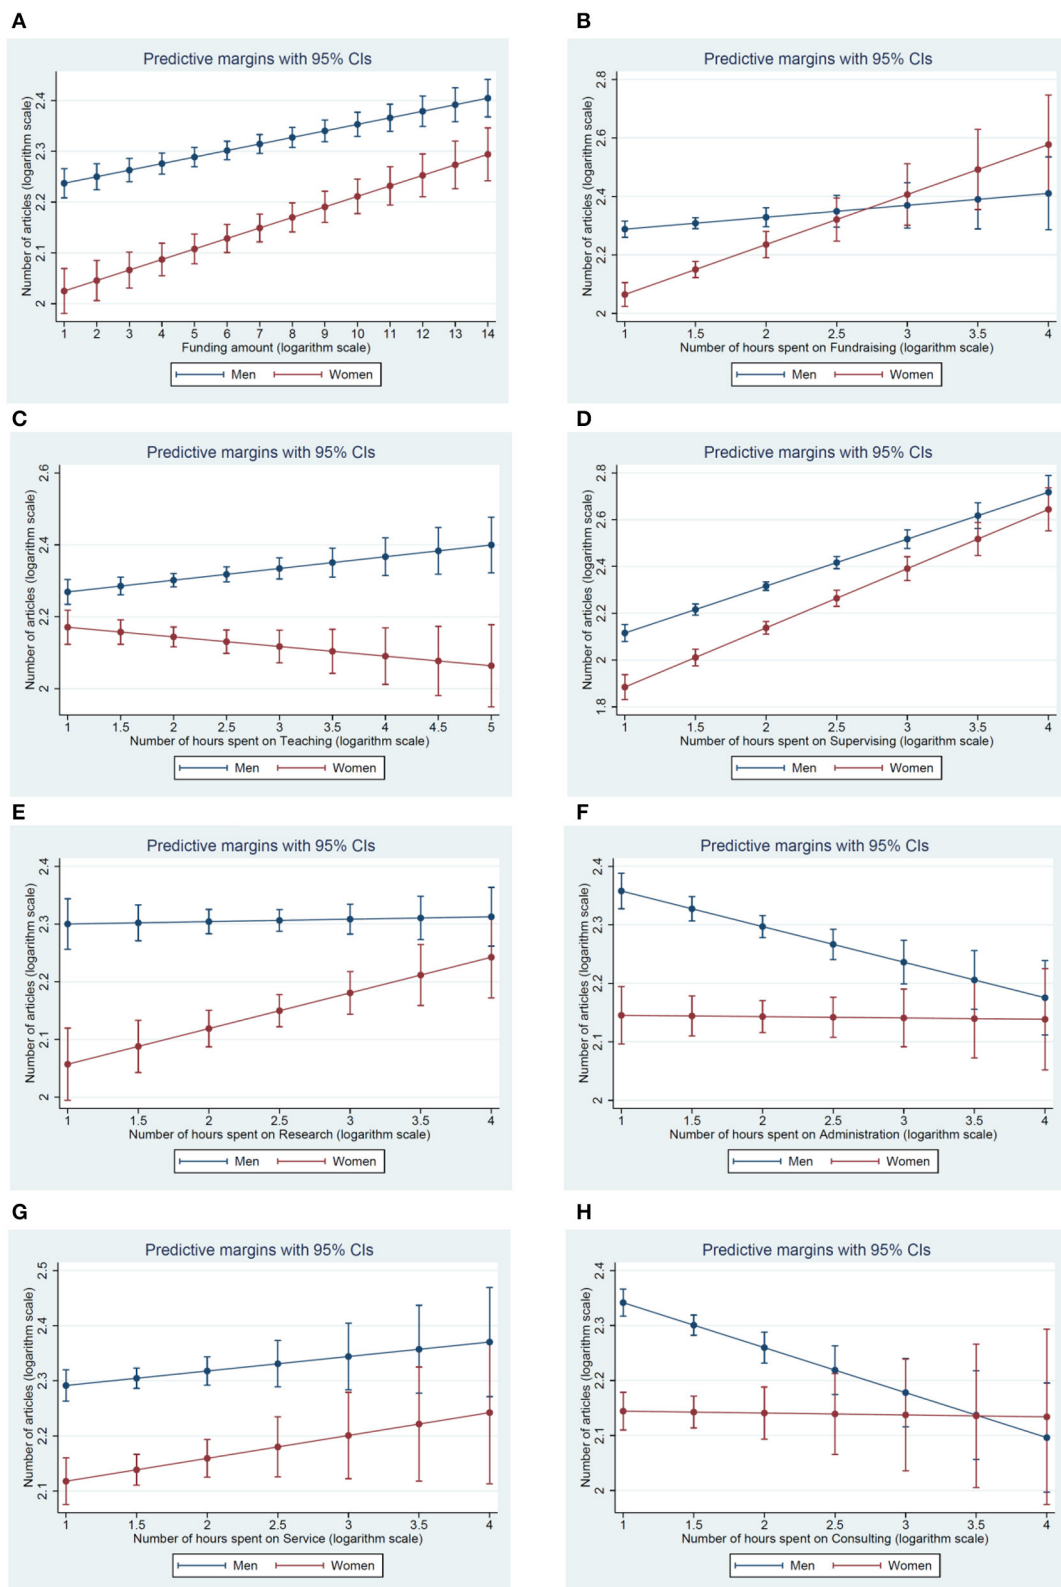 A
Predictive margins with 95% CIs
Number of articles (logarithm scale)
2.4
2.3
2.2
2.1
2
1 2 3 4 5 6 7 8 9 10 11 12 13 14
Funding amount (logarithm scale)
Men Women
B
Predictive margins with 95% CIs
Number of articles (logarithm scale)
2.8
2.6
2.4
2.2
2
1 1.5 2 2.5 3 3.5 4
Number of hours spent on Fundraising (logarithm scale)
Men Women
C
Predictive margins with 95% CIs
Number of articles (logarithm scale)
2.6
2.4
2.2
2
1 1.5 2 2.5 3 3.5 4 4.5 5
Number of hours spent on Teaching (logarithm scale)
Men Women
D
Predictive margins with 95% CIs
Number of articles (logarithm scale)
2.8
2.6
2.4
2.2
2
1.8
1 1.5 2 2.5 3 3.5 4
Number of hours spent on Supervising (logarithm scale)
Men Women
E
Predictive margins with 95% CIs
Number of articles (logarithm scale)
2.4
2.3
2.2
2.1
2
1 1.5 2 2.5 3 3.5 4
Number of hours spent on Research (logarithm scale)
Men Women
F
Predictive margins with 95% CIs
Number of articles (logarithm scale)
2.4
2.3
2.2
2.1
2
1 1.5 2 2.5 3 3.5 4
Number of hours spent on Administration (logarithm scale)
Men Women
G
Predictive margins with 95% CIs
Number of articles (logarithm scale)
2.5
2.4
2.3
2.2
2.1
1 1.5 2 2.5 3 3.5 4
Number of hours spent on Service (logarithm scale)
Men Women
H
Predictive margins with 95% CIs
Number of articles (logarithm scale)
2.4
2.3
2.2
2.1
2
1 1.5 2 2.5 3 3.5 4
Number of hours spent on Consulting (logarithm scale)
Men Women